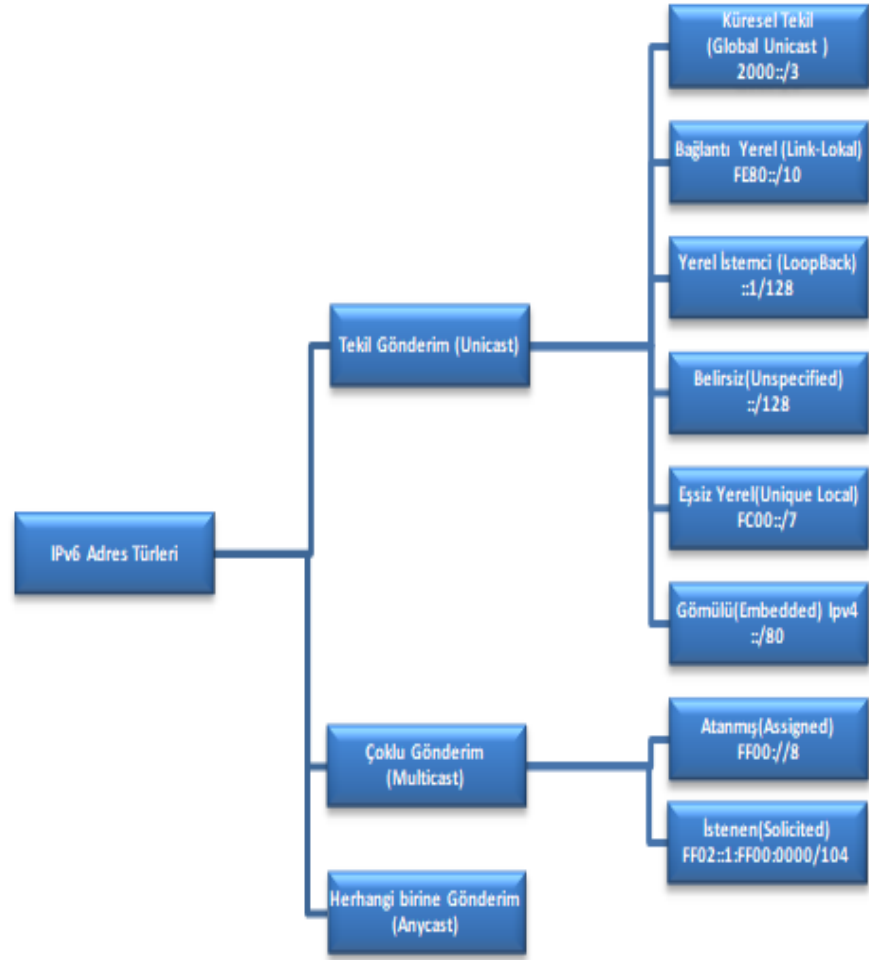 Küresel Tekil
(Global Unicast )
2000::/3
Bağlantı Yerel (Link-Lokal)
FE80::/10
Yerel İstemci (LoopBack)
::1/128
Tekil Gönderim (Unicast)
Belirsiz(Unspecified)
::/128
Eşsiz Yerel(Unique Local)
FC00::/7
IPv6 Adres Türleri
Gömülü(Embedded) Ipv4
::/80
Atanmış(Assigned)
FF00://8
Çoklu Gönderim
(Multicast)
İstenen(Solicited)
FF02::1:FF00:0000/104
Herhangi birine Gönderim
(Anycast)